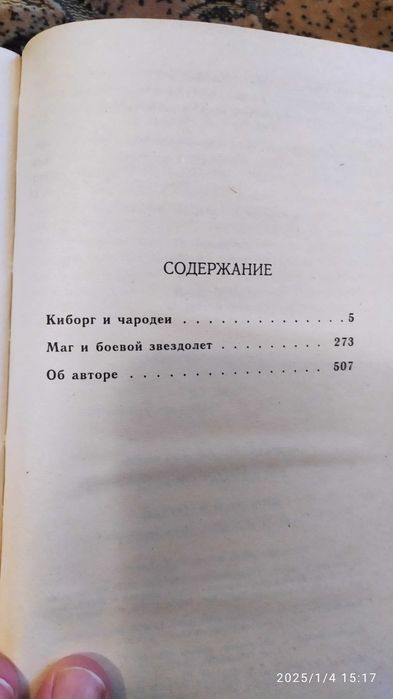 СОДЕРЖАНИЕ
Киборг и чародеи . . . . . . . . . . . . . . 5
Маг и боевой звездолет . . . . . . . . . 273
Об авторе . . . . . . . . . . . . . . . . . 507
2025/1/4 15:17